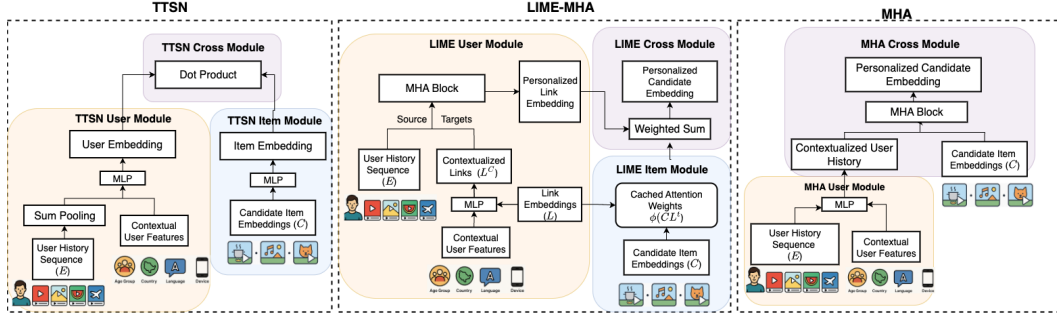 TTSN
TTSN Cross Module
Dot Product
TTSN User Module
User Embedding
MLP
Sum Pooling
User History
Sequence
(E)
Contextual
User Features
Age Group
Country
Language
Device
TTSN Item Module
Item Embedding
MLP
Candidate Item
Embeddings (C)
LIME-MHA
LIME User Module
MHA Block
Source
Targets
Personalized
Link
Embedding
User History
Sequence
(E)
Contextualized
Links (L^C)
MLP
Link
Embeddings
(L)
Contextual
User Features
Age Group
Country
Language
Device
LIME Cross Module
Personalized
Candidate
Embedding
Weighted Sum
LIME Item Module
Cached Attention
Weights
ϕ(CL^t)
Candidate Item
Embeddings (C)
MHA
MHA Cross Module
Personalized Candidate
Embedding
MHA Block
Contextualized User
History
Candidate Item
Embeddings (C)
MHA User Module
MLP
User History
Sequence
(E)
Contextual
User Features
Age Group
Country
Language
Device